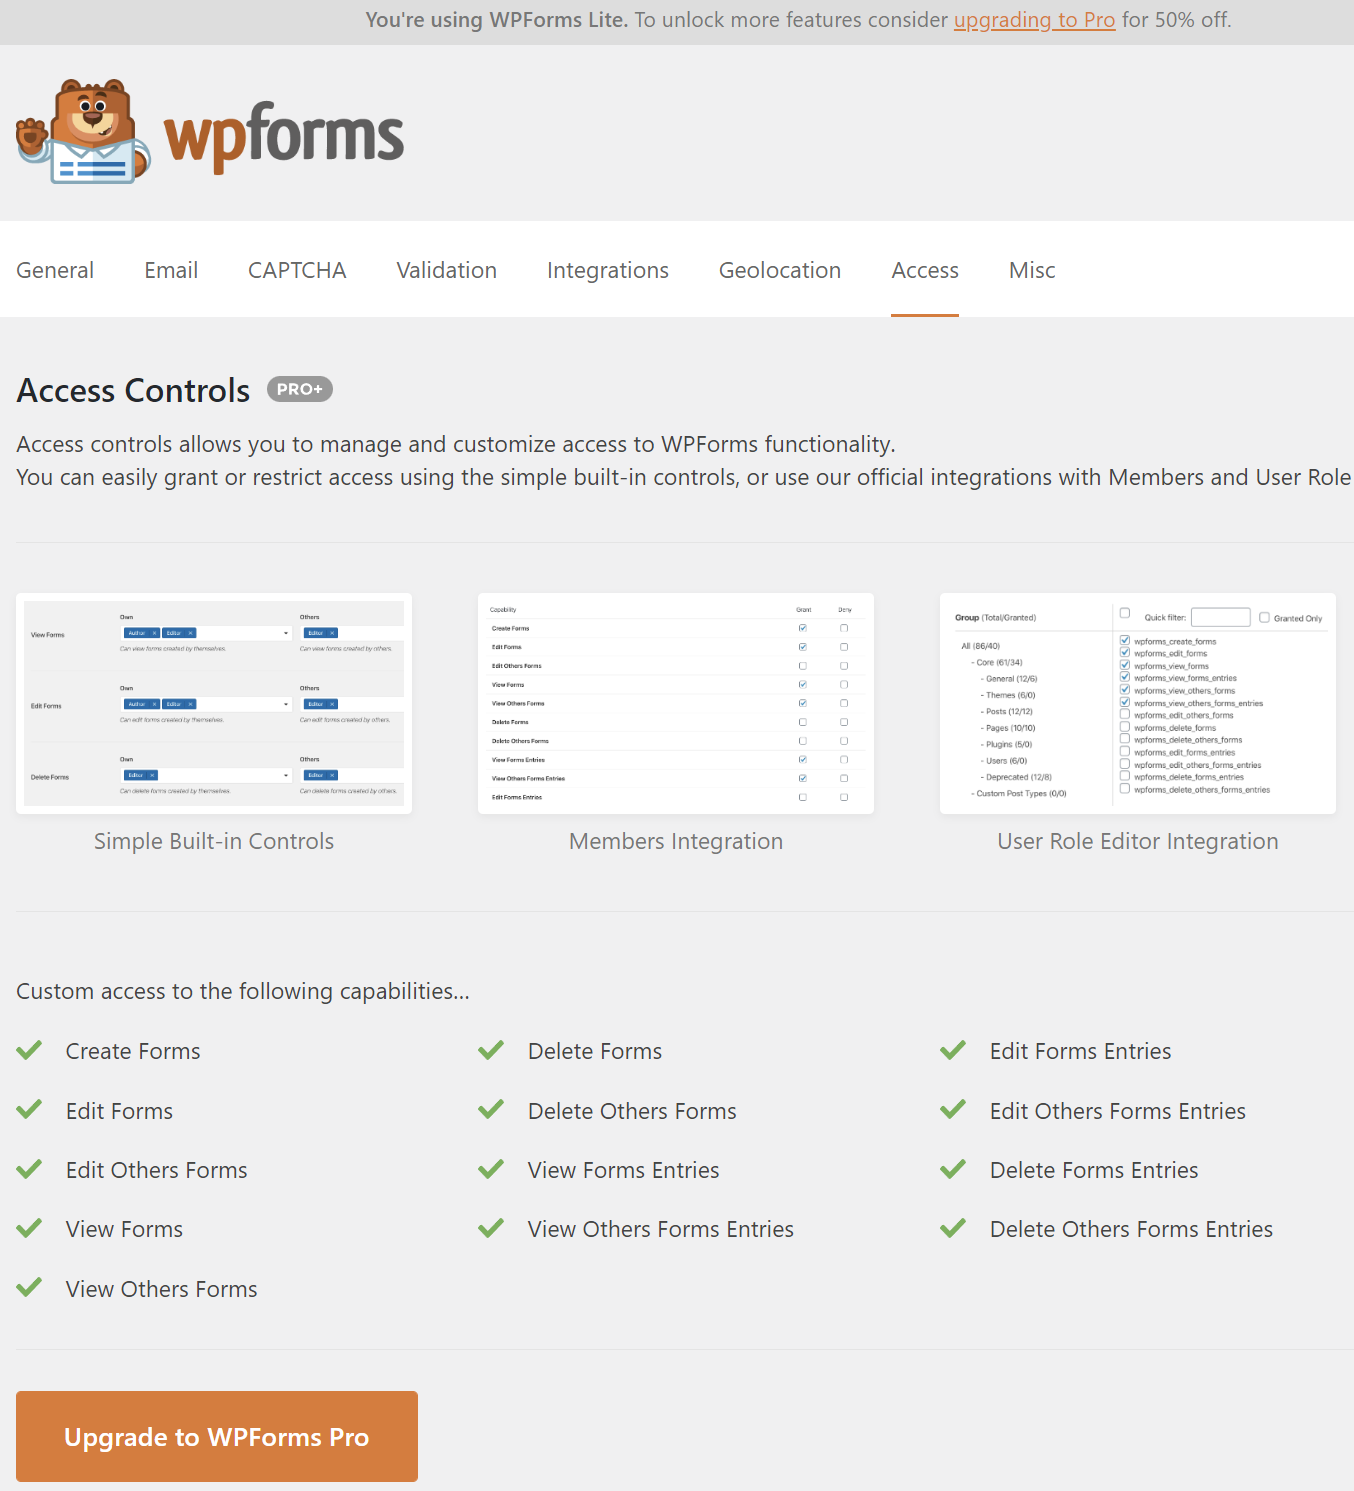 You're using WPForms Lite. To unlock more features consider upgrading to Pro for 50% off.
wpforms
General Email CAPTCHA Validation Integrations Geolocation Access Misc
Access Controls PRO+
Access controls allows you to manage and customize access to WPForms functionality.
You can easily grant or restrict access using the simple built-in controls, or use our official integrations with Members and User Role
Own Others
View Forms Author × Editor × Editor ×
Can view forms created by themselves. Can view forms created by others.
Own Others
Edit Forms Author × Editor × Editor ×
Can edit forms created by themselves. Can edit forms created by others.
Own Others
Delete Forms Editor × Editor ×
Can delete forms created by themselves. Can delete forms created by others.
Simple Built-in Controls
Capability Grant Deny
Create Forms
Edit Forms
Edit Others Forms
View Forms
View Others Forms
Delete Forms
Delete Others Forms
View Forms Entries
View Others Forms Entries
Edit Forms Entries
Members Integration
Group (Total/Granted) Quick filter: Granted Only
All (86/40)
- Core (61/34)
- General (12/6)
- Themes (6/0)
- Posts (12/12)
- Pages (10/10)
- Plugins (5/0)
- Users (6/0)
- Deprecated (12/8)
- Custom Post Types (0/0)
wpforms_create_forms
wpforms_edit_forms
wpforms_view_forms
wpforms_view_forms_entries
wpforms_view_others_forms
wpforms_view_others_forms_entries
wpforms_edit_others_forms
wpforms_delete_forms
wpforms_delete_others_forms
wpforms_edit_forms_entries
wpforms_edit_others_forms_entries
wpforms_delete_forms_entries
wpforms_delete_others_forms_entries
User Role Editor Integration
Custom access to the following capabilities...
Create Forms Delete Forms Edit Forms Entries
Edit Forms Delete Others Forms Edit Others Forms Entries
Edit Others Forms View Forms Entries Delete Forms Entries
View Forms View Others Forms Entries Delete Others Forms Entries
View Others Forms
Upgrade to WPForms Pro